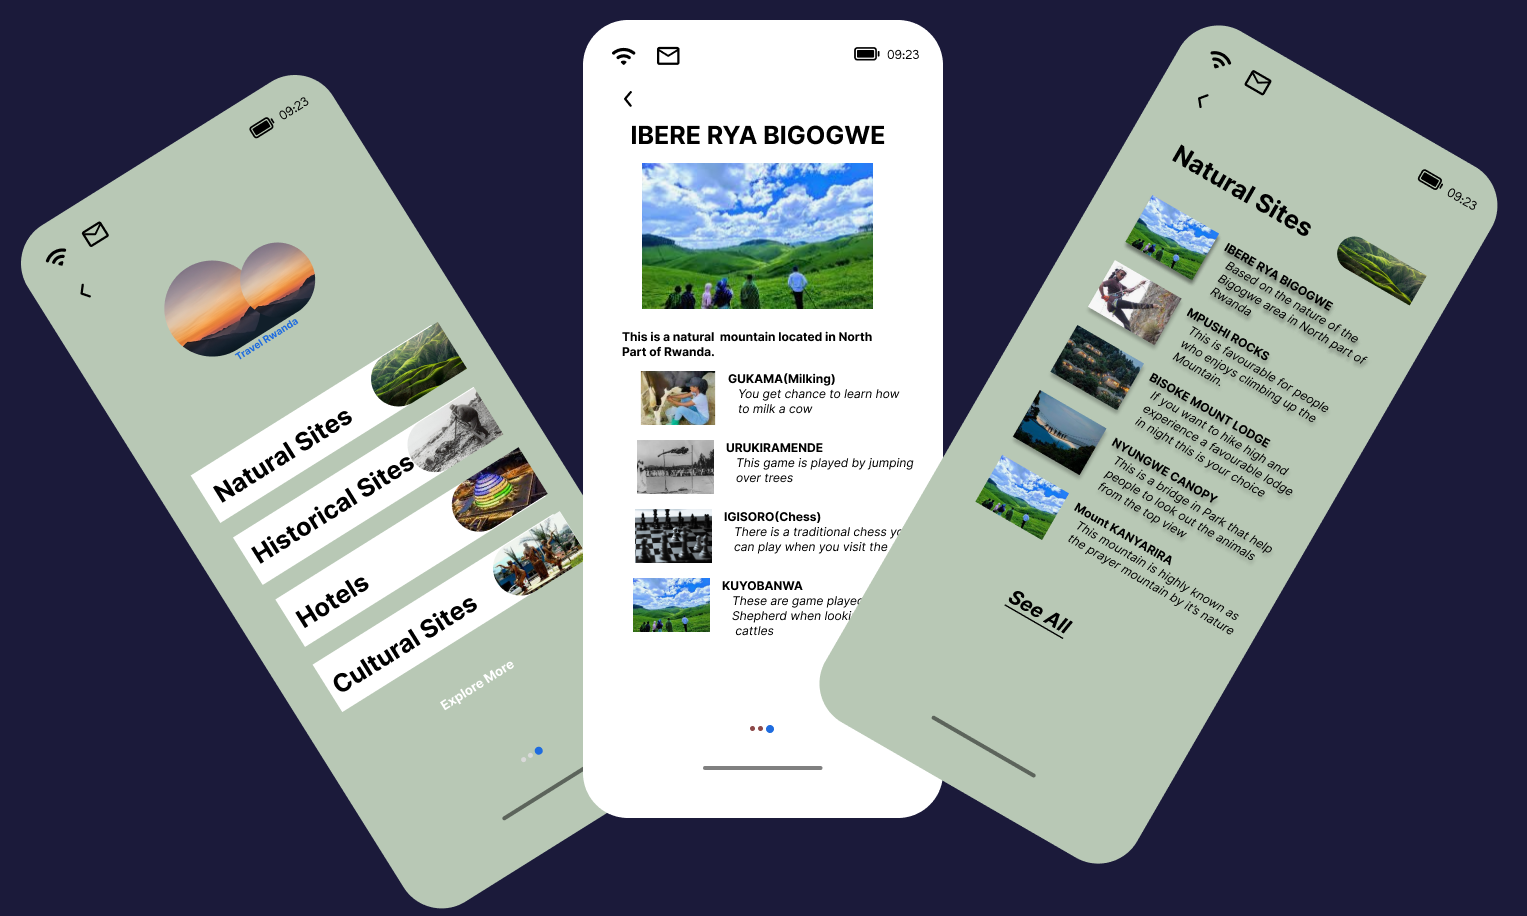 09:23
Travel Rwanda
Natural Sites
Historical Sites
Hotels
Cultural Sites
Explore More
09:23
IBERE RYA BIGOGWE
This is a natural mountain located in North
Part of Rwanda.
GUKAMA(Milking)
You get chance to learn how
to milk a cow
URUKIRAMENDE
This game is played by jumping
over trees
IGISORO(Chess)
There is a traditional chess yo
can play when you visit the
KUYOBANWA
These are game played
Shepherd when looki
cattles
09:23
Natural Sites
IBERE RYA BIGOGWE
Based on the nature of the
Bigogwe area in North part of
Rwanda
MPUSHI ROCKS
This is favourable for people
who enjoys climbing up the
Mountain.
BISOKE MOUNT LODGE
If you want to hike high and
experience a favourable lodge
in night this is your choice
NYUNGWE CANOPY
This is a bridge in Park that help
people to look out the animals
from the top view
Mount KANYARIRA
This mountain is highly known as
the prayer mountain by it's nature
See All